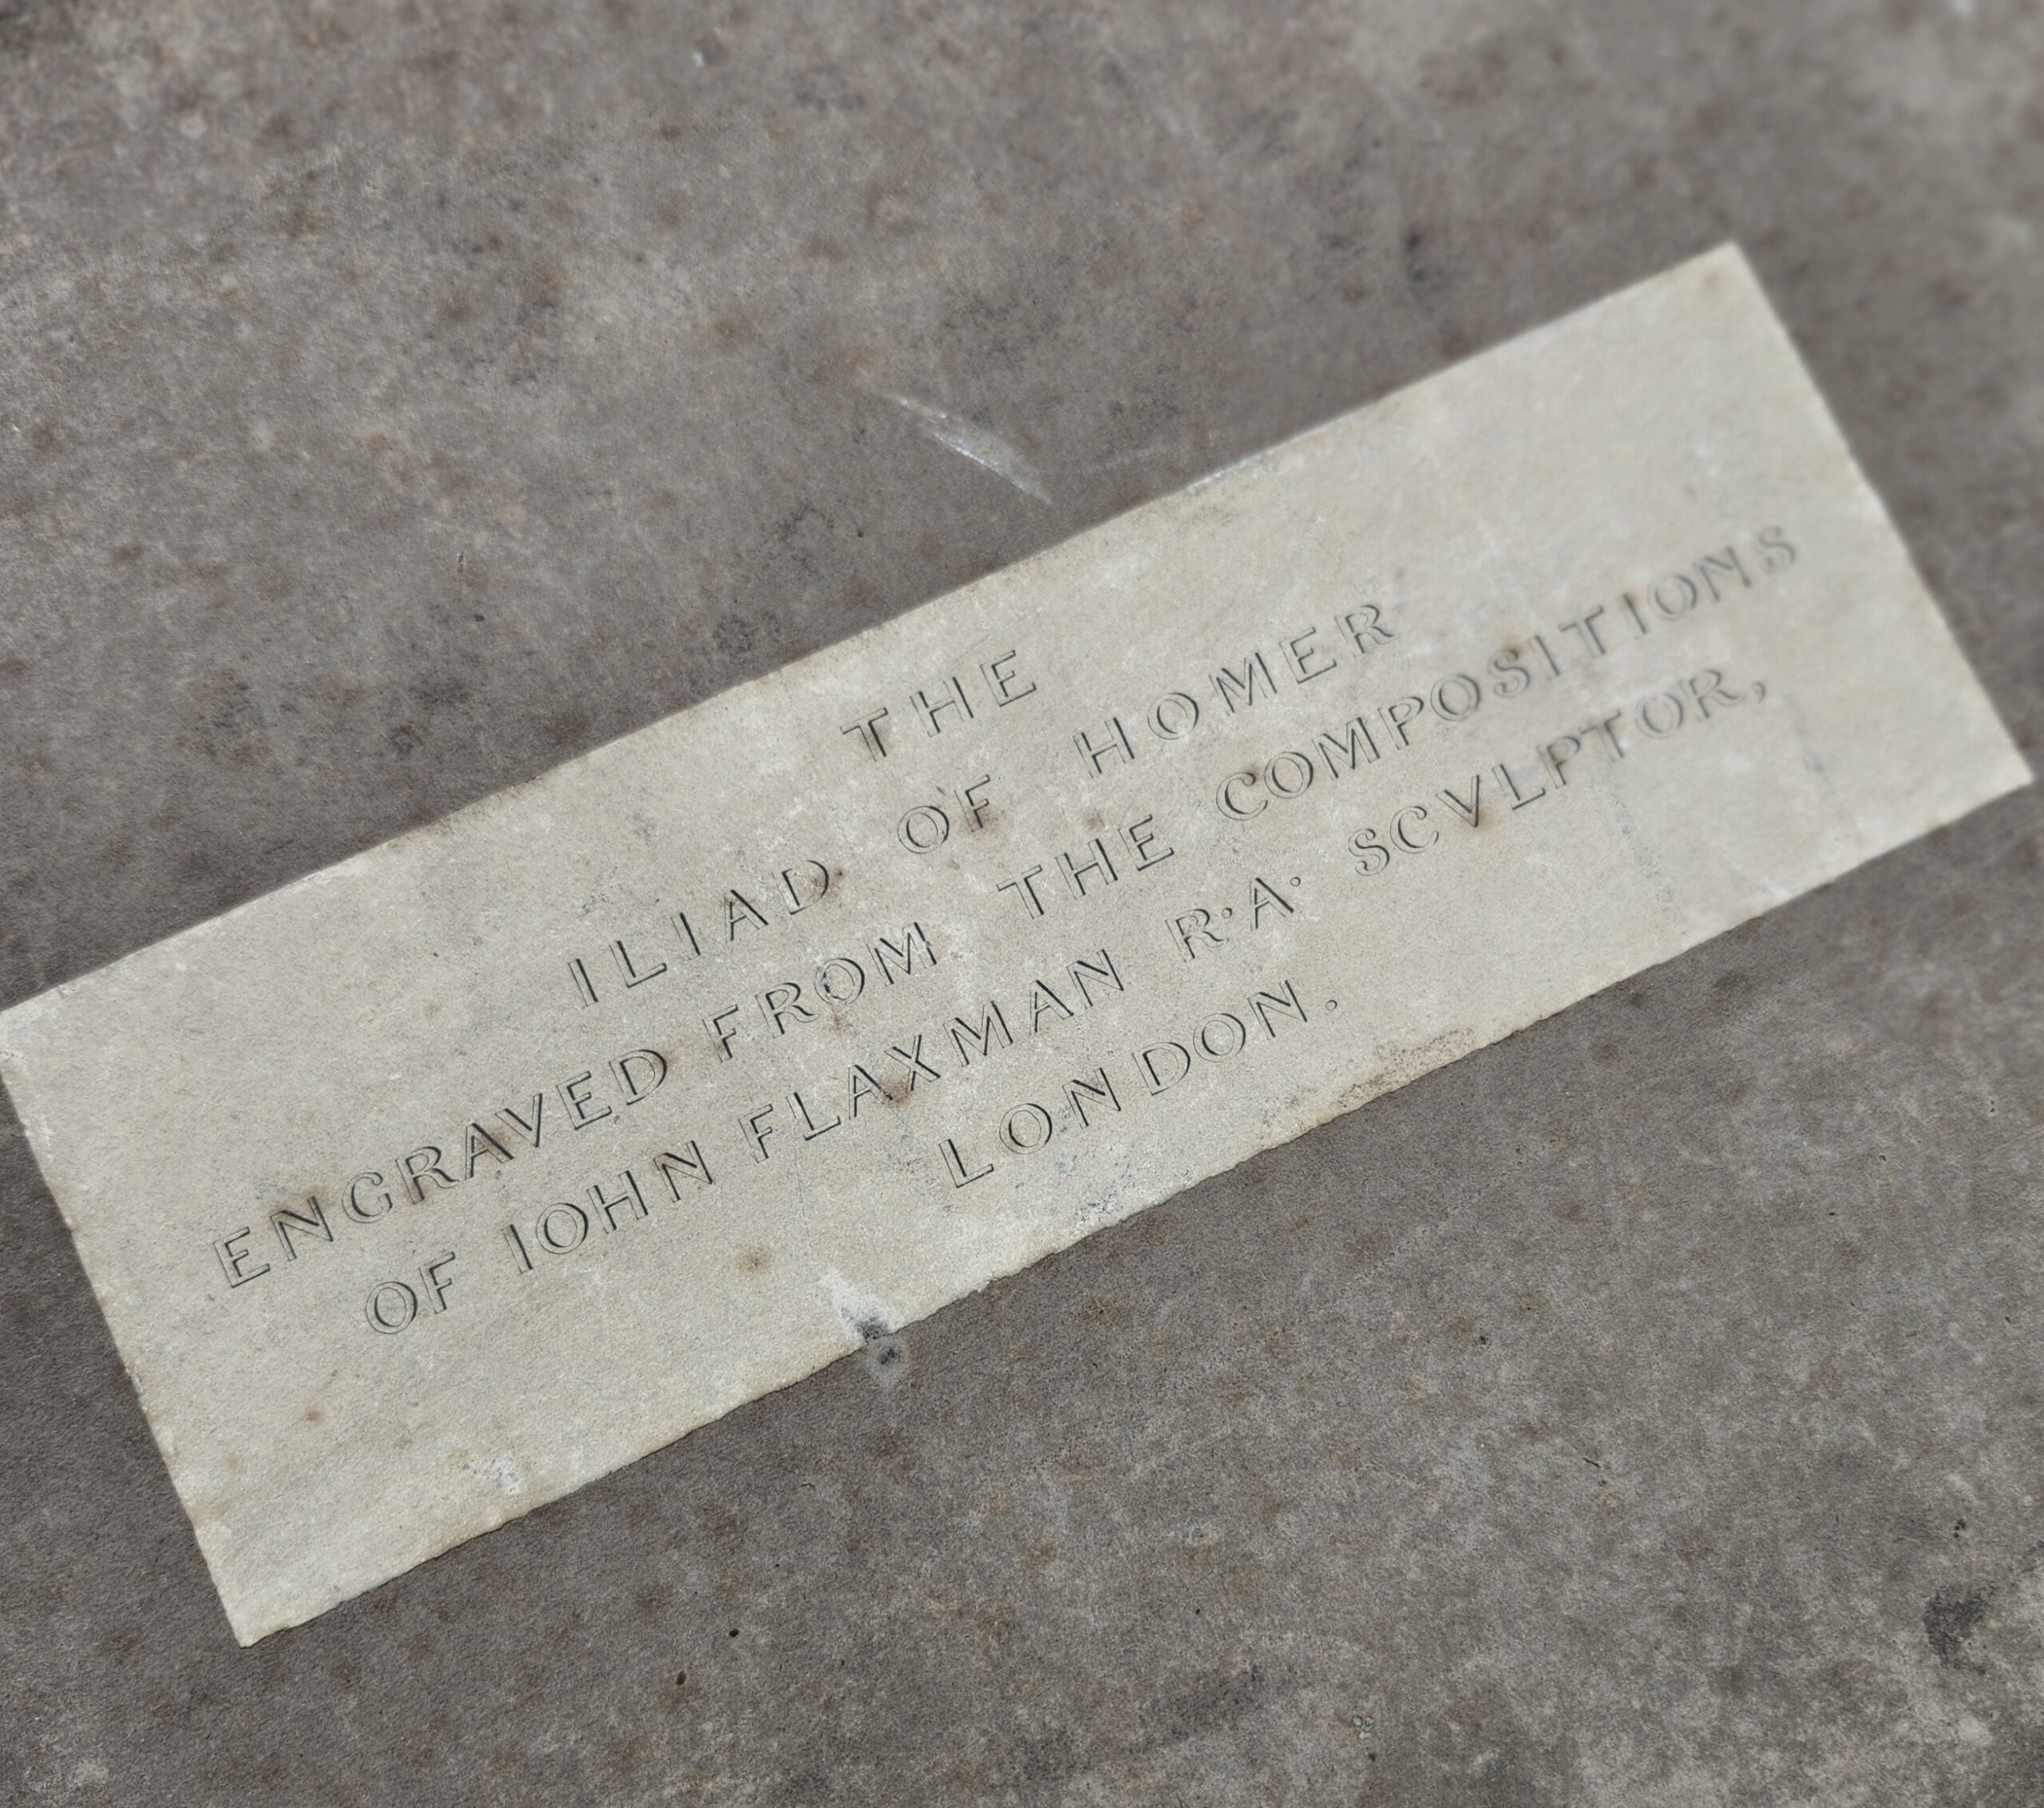 THE
ILIAD OF HOMER
ENGRAVED FROM THE COMPOSITIONS
OF IOHN FLAXMAN R·A· SCVLPTOR,
LONDON.